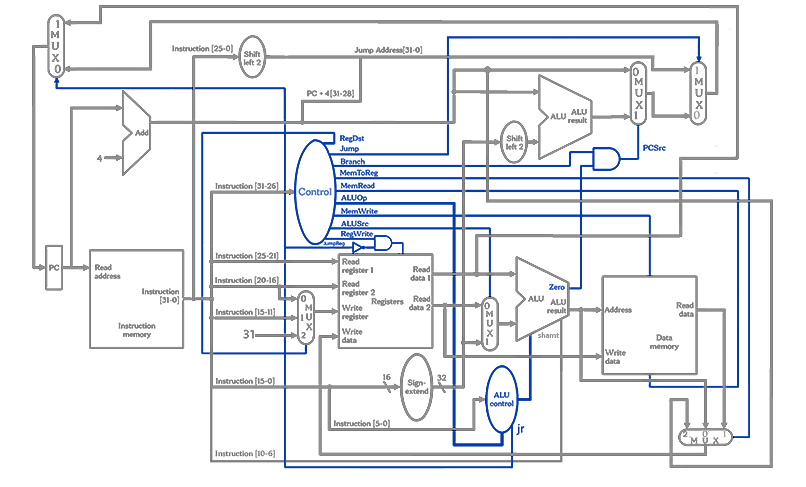 1
M
U
X
0
Instruction [25-0]
Shift
left 2
Jump Address[31-0]
PC + 4[31-28]
Add
4
0
M
U
X
1
1
M
U
X
0
ALU
ALU
result
Shift
left 2
PCSrc
RegDst
Jump
Branch
MemToReg
MemRead
ALUOp
MemWrite
ALUSrc
RegWrite
JumpReg
Control
Instruction [31-26]
PC
Read
address
Instruction
[31-0]
Instruction
memory
Instruction [25-21]
Instruction [20-16]
Instruction [15-11]
31
0
M
1
U
X
2
Read
register 1
Read
register 2
Write
register
Write
data
Registers
Read
data 1
Read
data 2
0
M
U
X
1
ALU
Zero
ALU
result
shamt
Address
Read
data
Data
memory
Write
data
Instruction [15-0]
16
Sign-
extend
32
ALU
control
jr
Instruction [5-0]
Instruction [10-6]
2 0 1
M U X